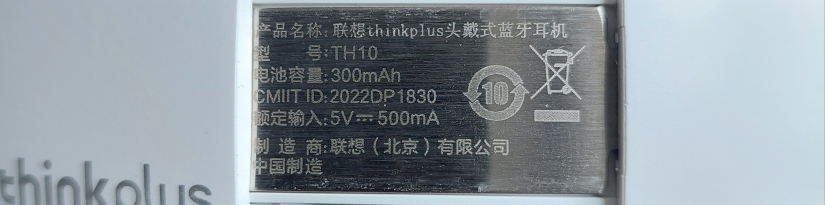 产品名称: 联想thinkplus头戴式蓝牙耳机
型 号:TH10
电池容量:300mAh
CMIIT ID:2022DP1830
额定输入:5V⎓500mA
10
制 造 商:联想（北京）有限公司
中国制造
thinkplus